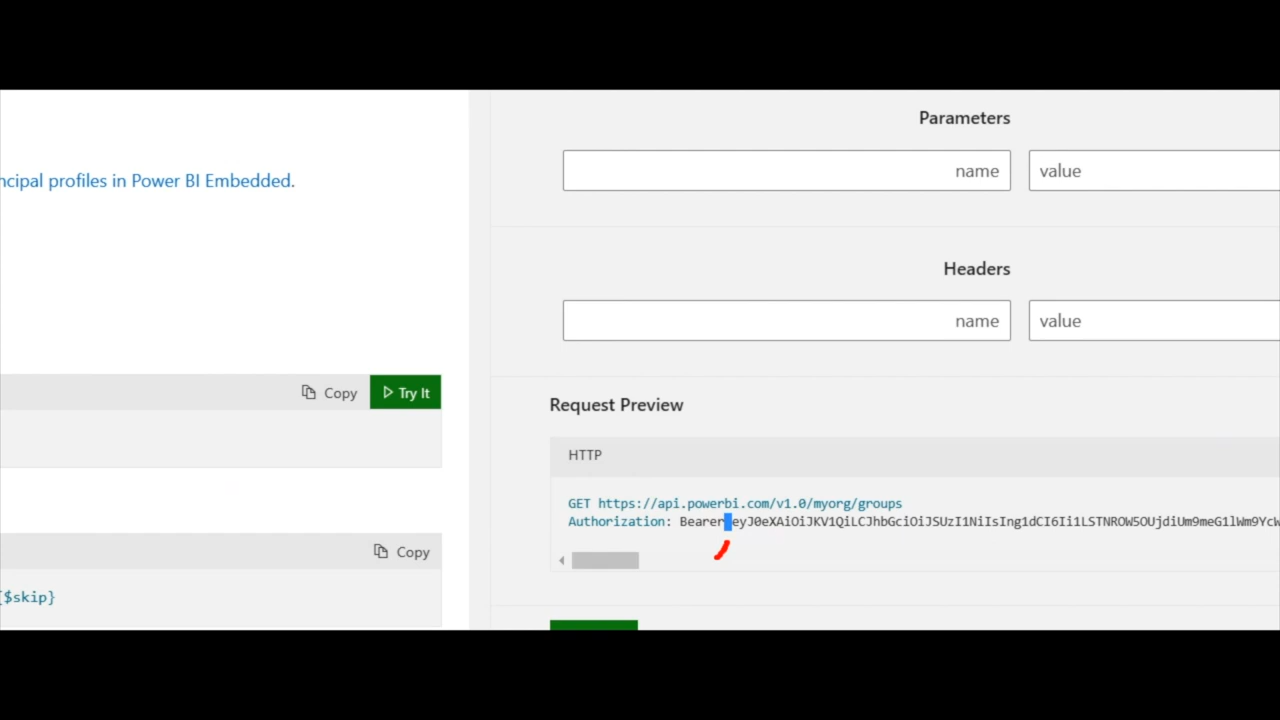 ncipal profiles in Power BI Embedded.
Copy
Try It
Copy
[$skip}
Parameters
name
value
Headers
name
value
Request Preview
HTTP
GET https://api.powerbi.com/v1.0/myorg/groups
Authorization: Bearer eyJ0eXAiOiJKV1QiLCJhbGciOiJSUzI1NiIsIng1dCI6Ii1LSTNROW5OUjdiUm9meG1lWm9YcW